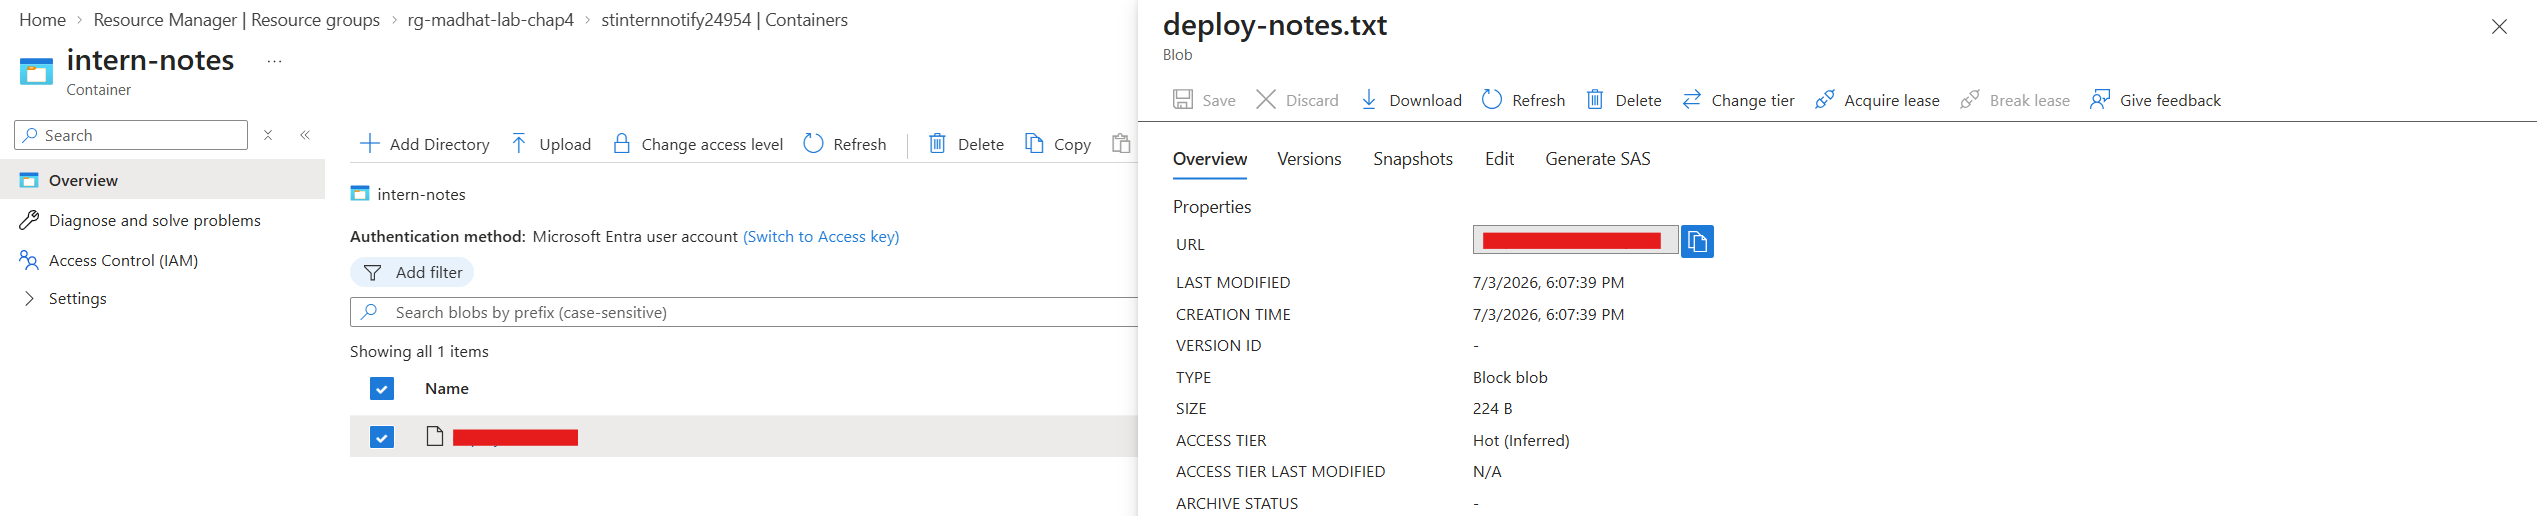 Home > Resource Manager | Resource groups > rg-madhat-lab-chap4 > stinternnotify24954 | Containers
intern-notes ...
Container
Search
Overview
Diagnose and solve problems
Access Control (IAM)
Settings
Add Directory Upload Change access level Refresh Delete Copy
intern-notes
Authentication method: Microsoft Entra user account (Switch to Access key)
Add filter
Search blobs by prefix (case-sensitive)
Showing all 1 items
Name
deploy-notes.txt
Blob
Save Discard Download Refresh Delete Change tier Acquire lease Break lease Give feedback
Overview Versions Snapshots Edit Generate SAS
Properties
URL
LAST MODIFIED 7/3/2026, 6:07:39 PM
CREATION TIME 7/3/2026, 6:07:39 PM
VERSION ID -
TYPE Block blob
SIZE 224 B
ACCESS TIER Hot (Inferred)
ACCESS TIER LAST MODIFIED N/A
ARCHIVE STATUS -